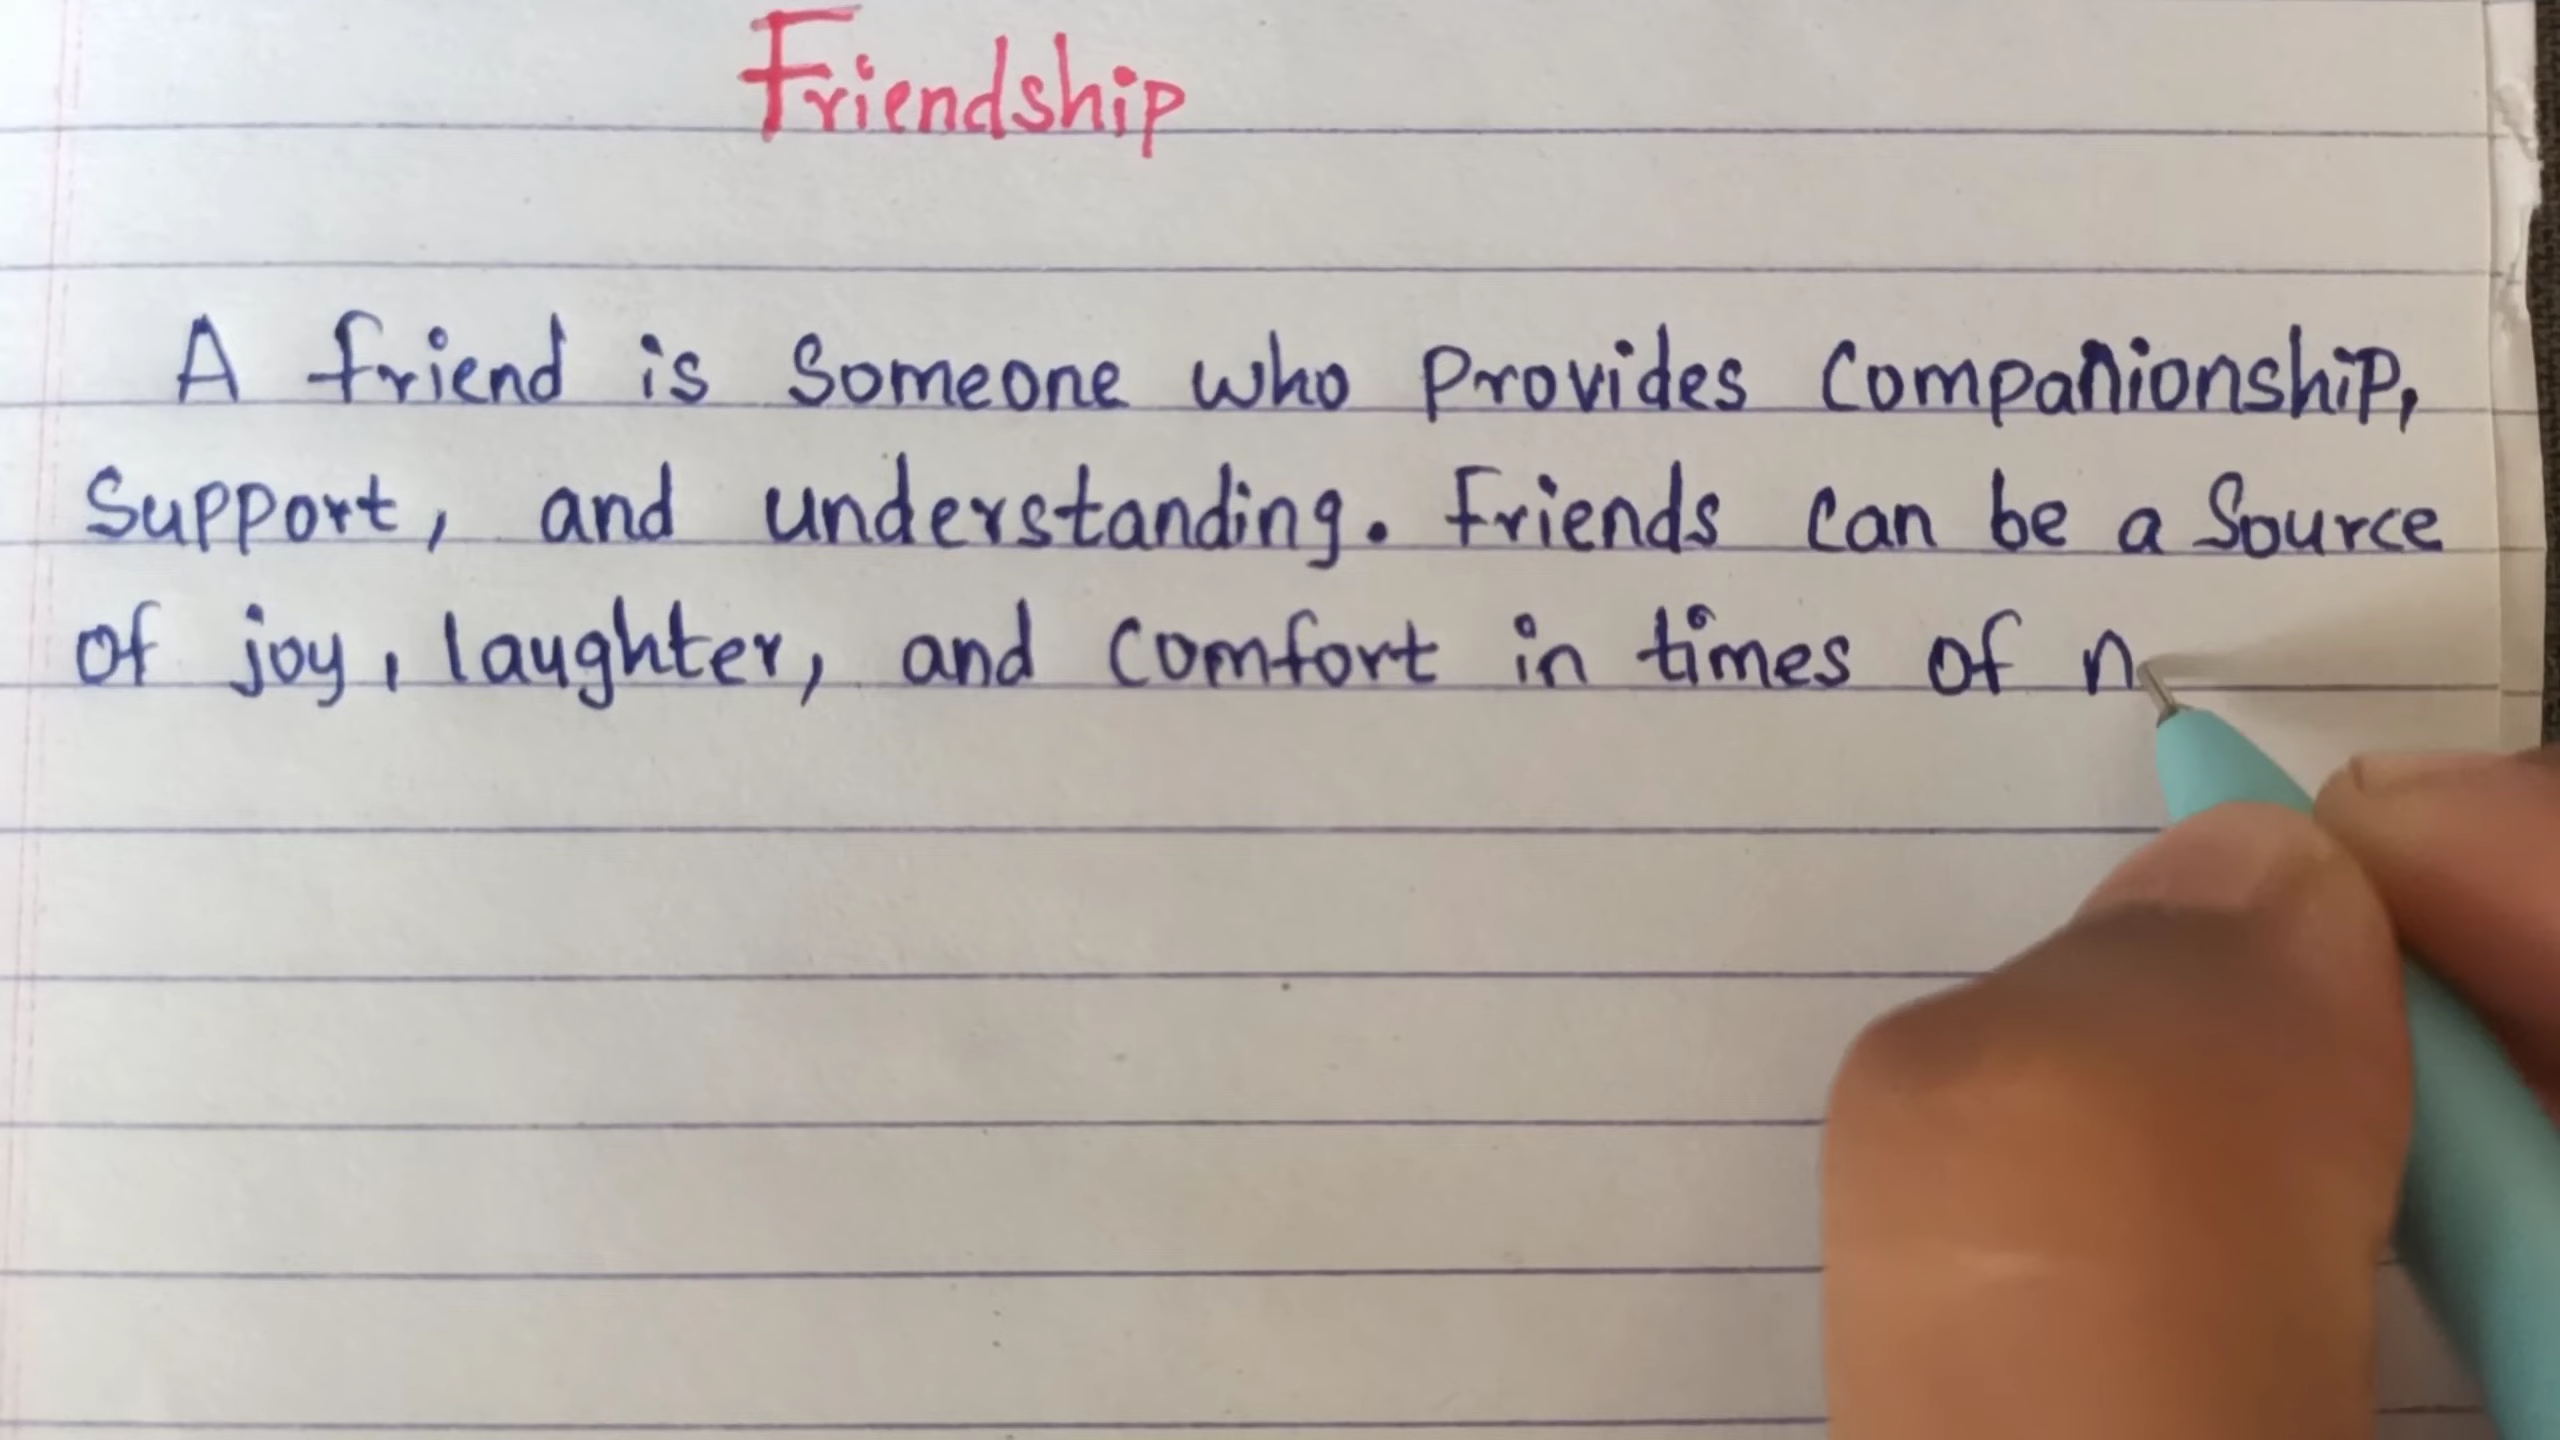 Friendship
A friend is someone who provides companionship,
Support, and understanding. Friends can be a source
of joy, laughter, and comfort in times of n